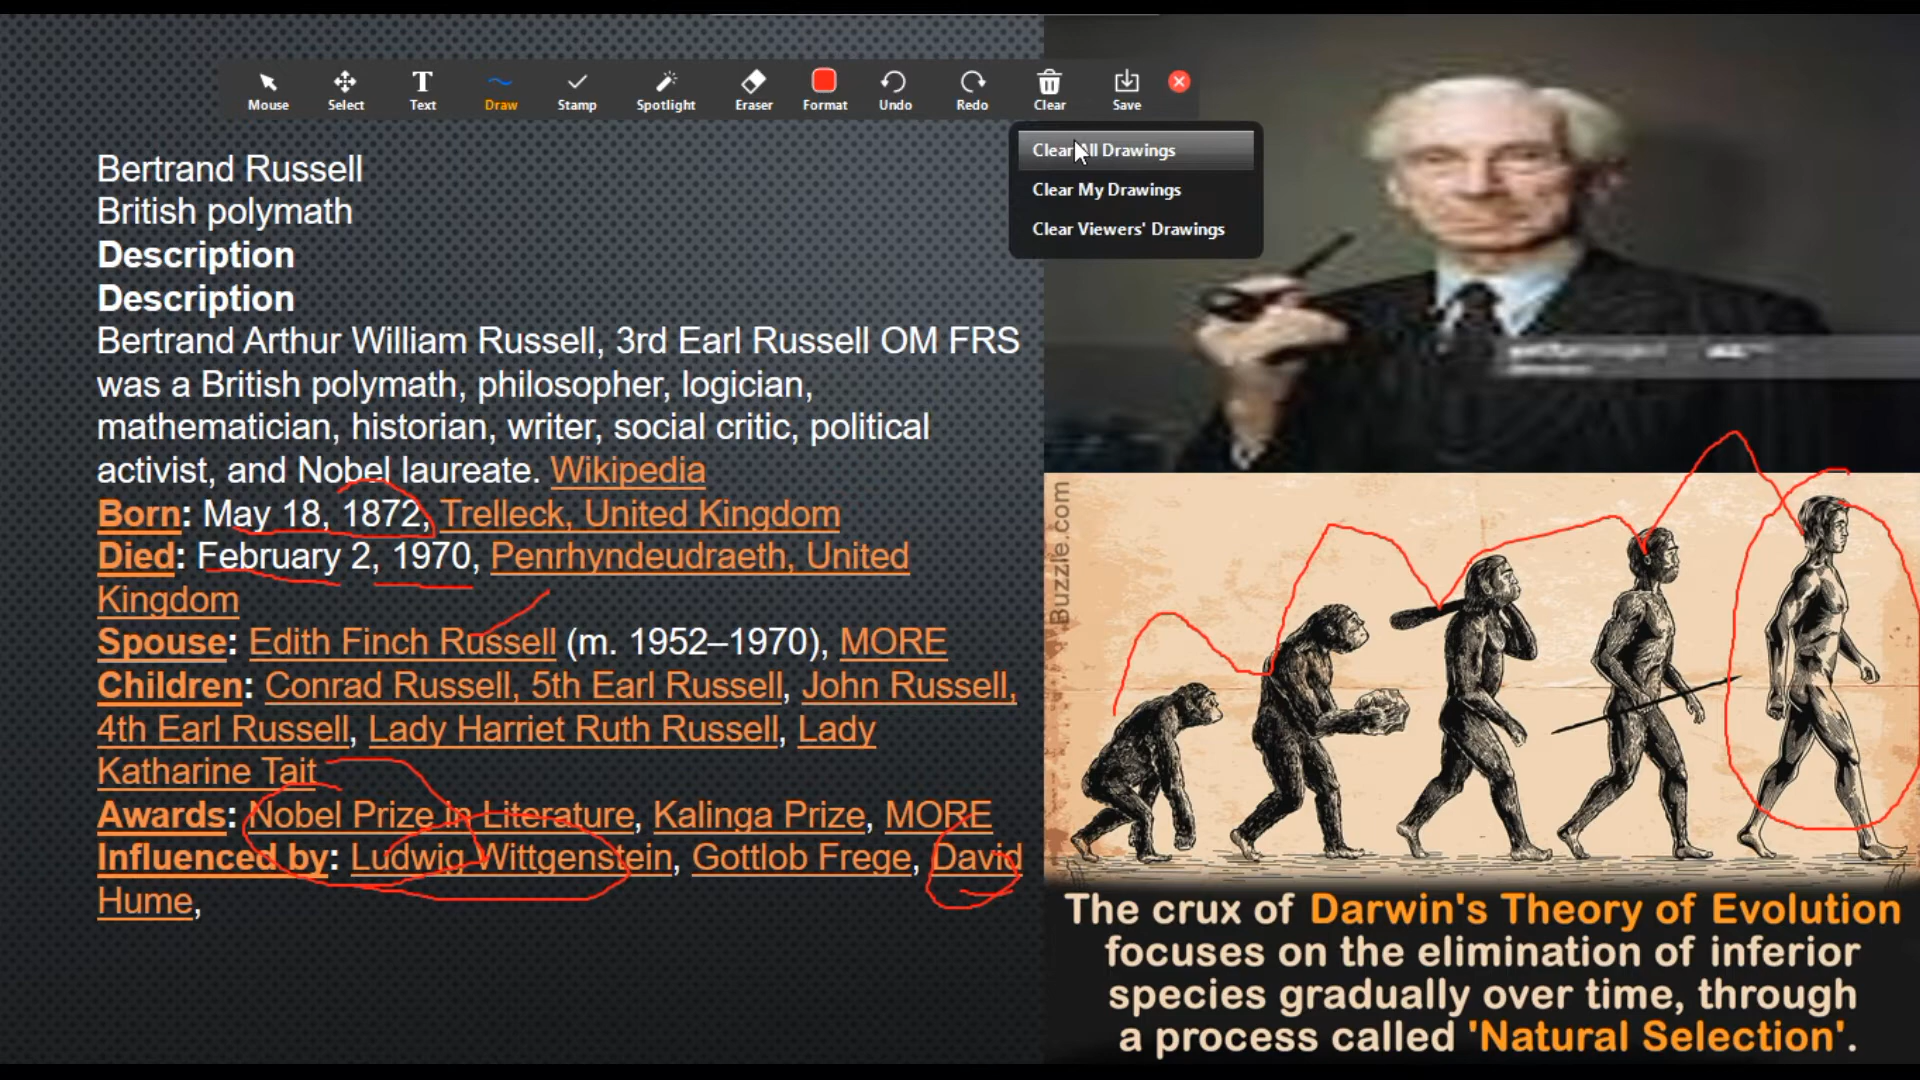 Mouse Select Text Draw Stamp Spotlight Eraser Format Undo Redo Clear Save
Clear All Drawings
Clear My Drawings
Clear Viewers' Drawings
Bertrand Russell
British polymath
Description
Description
Bertrand Arthur William Russell, 3rd Earl Russell OM FRS
was a British polymath, philosopher, logician,
mathematician, historian, writer, social critic, political
activist, and Nobel laureate. Wikipedia
Born: May 18, 1872, Trelleck, United Kingdom
Died: February 2, 1970, Penrhyndeudraeth, United
Kingdom
Spouse: Edith Finch Russell (m. 1952–1970), MORE
Children: Conrad Russell, 5th Earl Russell, John Russell,
4th Earl Russell, Lady Harriet Ruth Russell, Lady
Katharine Tait
Awards: Nobel Prize in Literature, Kalinga Prize, MORE
Influenced by: Ludwig Wittgenstein, Gottlob Frege, David
Hume,
Buzzle.com
The crux of Darwin's Theory of Evolution
focuses on the elimination of inferior
species gradually over time, through
a process called 'Natural Selection'.